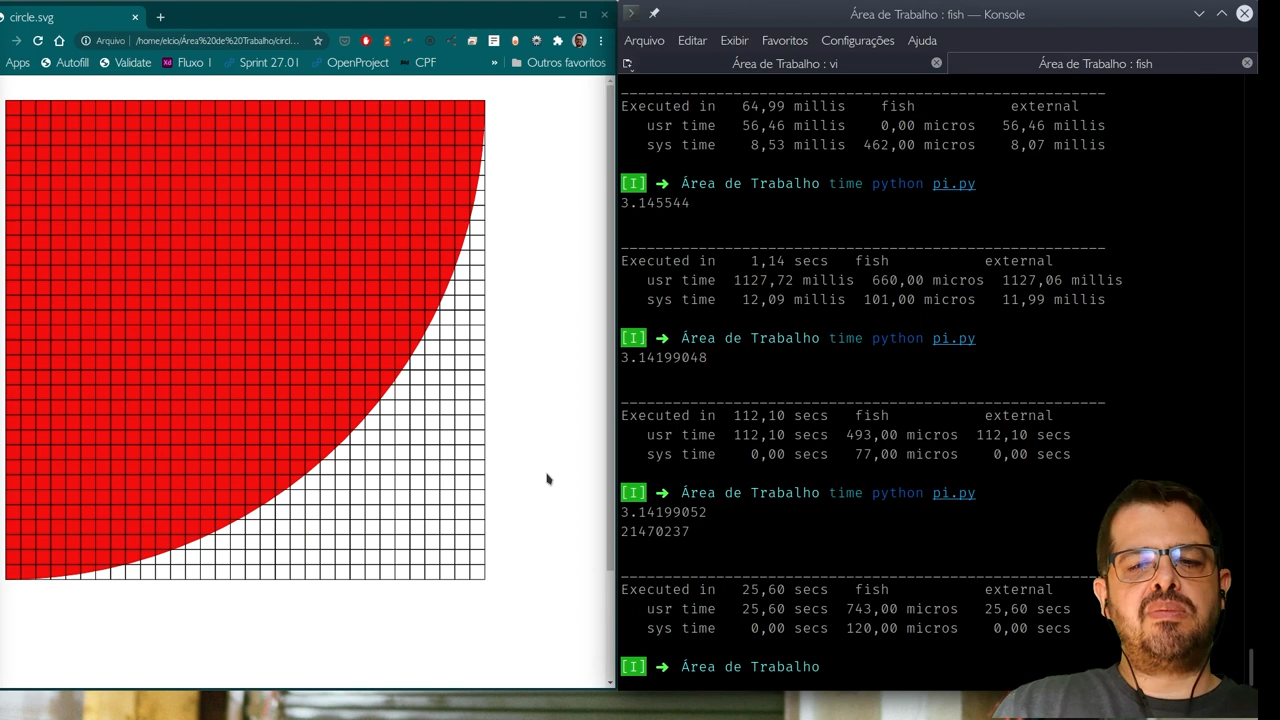 circle.svg
Arquivo /home/elcio/Área%20de%20Trabalho/circl...
Apps Autofill Validate Xd Fluxo 1 Sprint 27.01 OpenProject CPF » Outros favoritos
Área de Trabalho : fish — Konsole
Arquivo Editar Exibir Favoritos Configurações Ajuda
Área de Trabalho : vi
Área de Trabalho : fish
Executed in 64,99 millis fish external
usr time 56,46 millis 0,00 micros 56,46 millis
sys time 8,53 millis 462,00 micros 8,07 millis
[I] ➜ Área de Trabalho time python pi.py
3.145544
Executed in 1,14 secs fish external
usr time 1127,72 millis 660,00 micros 1127,06 millis
sys time 12,09 millis 101,00 micros 11,99 millis
[I] ➜ Área de Trabalho time python pi.py
3.14199048
Executed in 112,10 secs fish external
usr time 112,10 secs 493,00 micros 112,10 secs
sys time 0,00 secs 77,00 micros 0,00 secs
[I] ➜ Área de Trabalho time python pi.py
3.14199052
21470237
Executed in 25,60 secs fish external
usr time 25,60 secs 743,00 micros 25,60 secs
sys time 0,00 secs 120,00 micros 0,00 secs
[I] ➜ Área de Trabalho